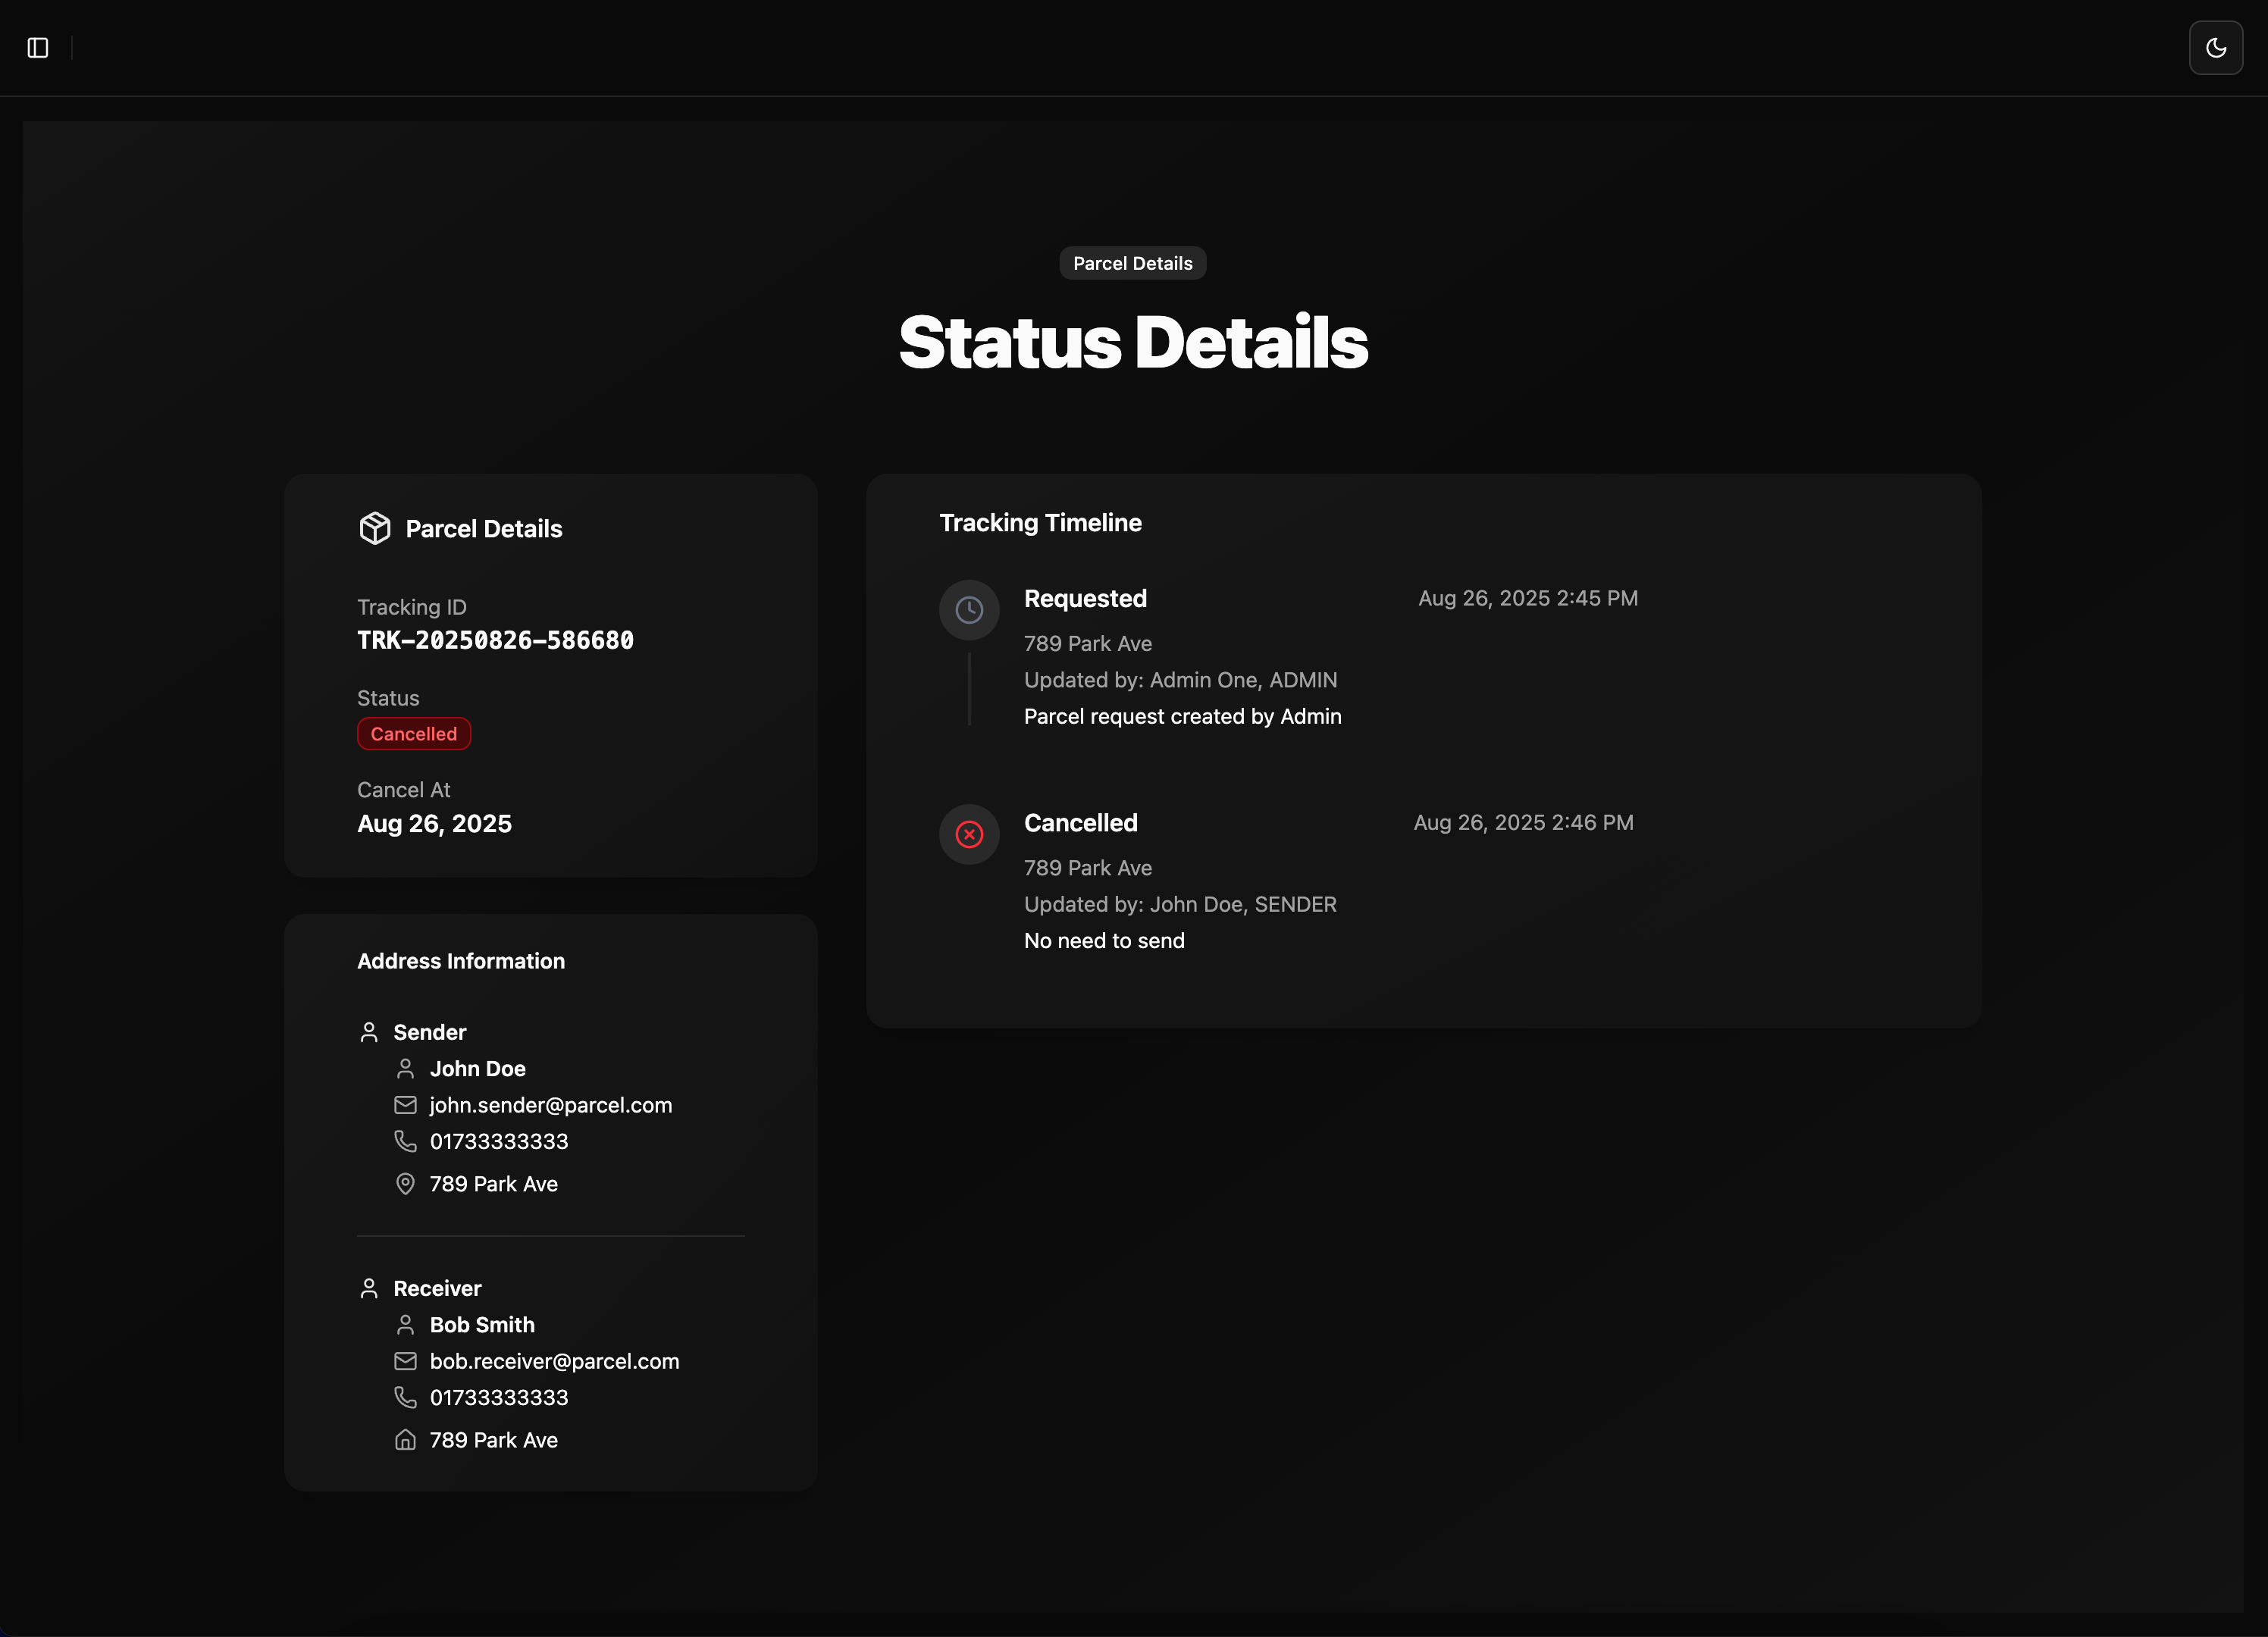 Parcel Details
Status Details
Parcel Details
Tracking ID
TRK-20250826-586680
Status
Cancelled
Cancel At
Aug 26, 2025
Address Information
Sender
John Doe
john.sender@parcel.com
01733333333
789 Park Ave
Receiver
Bob Smith
bob.receiver@parcel.com
01733333333
789 Park Ave
Tracking Timeline
Requested Aug 26, 2025 2:45 PM
789 Park Ave
Updated by: Admin One, ADMIN
Parcel request created by Admin
Cancelled Aug 26, 2025 2:46 PM
789 Park Ave
Updated by: John Doe, SENDER
No need to send